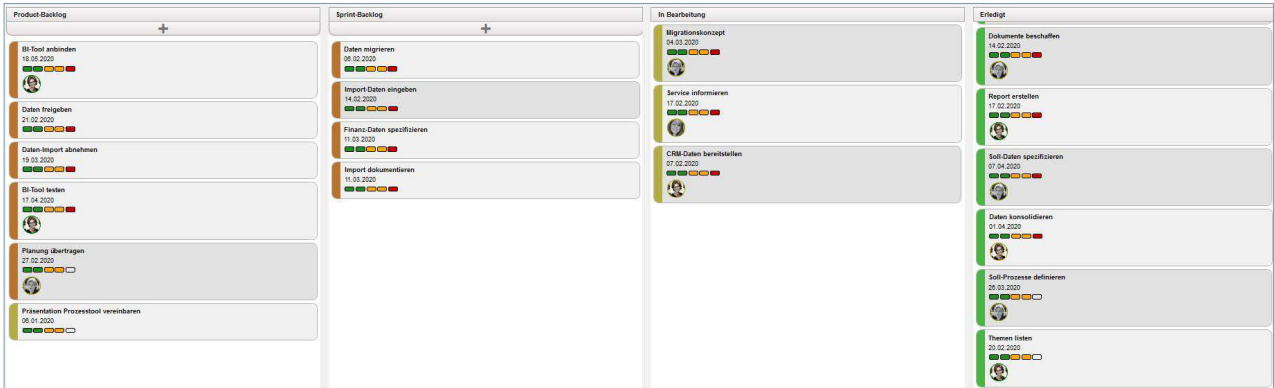 Product-Backlog
+
BI-Tool anbinden
18.05.2020
Daten freigeben
21.02.2020
Daten-Import abnehmen
19.03.2020
BI-Tool testen
17.04.2020
Planung übertragen
27.02.2020
Präsentation Prozesstool vereinbaren
06.01.2020
Sprint-Backlog
+
Daten migrieren
06.02.2020
Import-Daten eingeben
14.02.2020
Finanz-Daten spezifizieren
11.03.2020
Import dokumentieren
11.03.2020
In Bearbeitung
Migrationskonzept
04.03.2020
Service informieren
17.02.2020
CRM-Daten bereitstellen
07.02.2020
Erledigt
Dokumente beschaffen
14.02.2020
Report erstellen
17.02.2020
Soll-Daten spezifizieren
07.04.2020
Daten konsolidieren
01.04.2020
Soll-Prozesse definieren
26.03.2020
Themen listen
20.02.2020